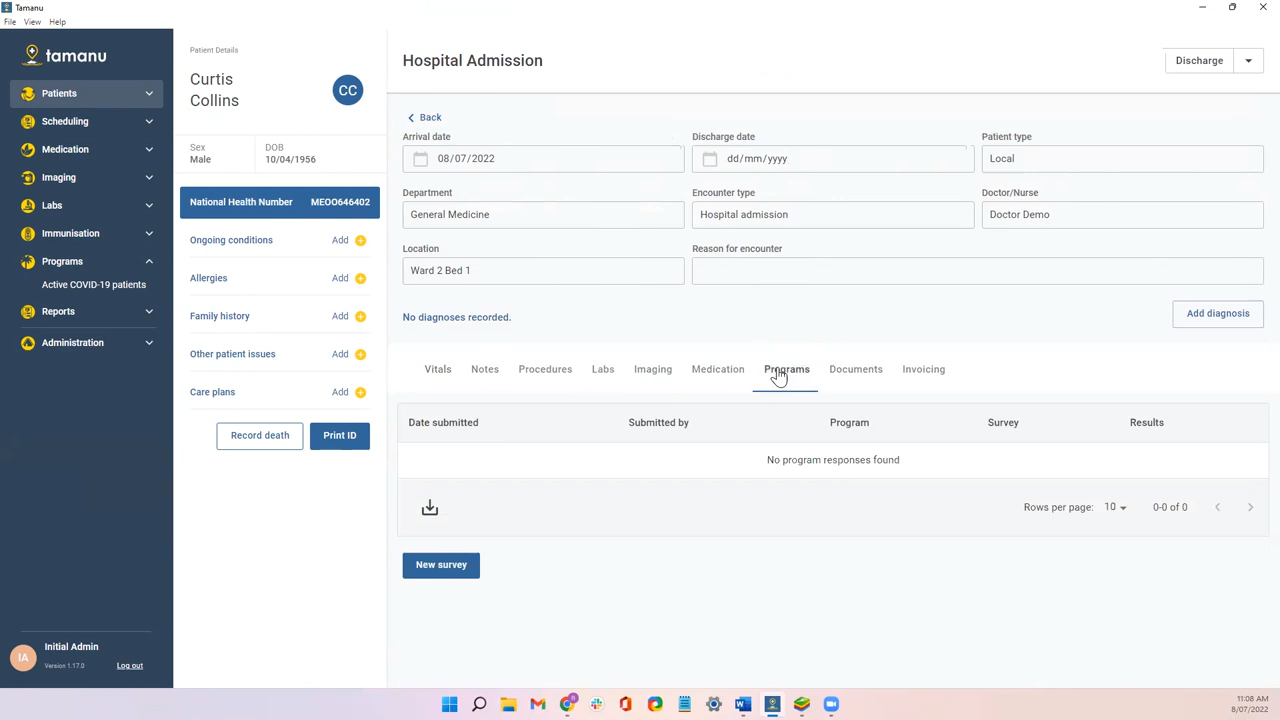 Tamanu
File View Help
tamanu
Patients
Scheduling
Medication
Imaging
Labs
Immunisation
Programs
Active COVID-19 patients
Reports
Administration
Initial Admin
IA
Version 1.17.0
Log out
Patient Details
Curtis
Collins
CC
Sex
Male
DOB
10/04/1956
National Health Number MEOO646402
Ongoing conditions Add
Allergies Add
Family history Add
Other patient issues Add
Care plans Add
Record death
Print ID
Hospital Admission
Discharge
Back
Arrival date
08/07/2022
Discharge date
dd/mm/yyyy
Patient type
Local
Department
General Medicine
Encounter type
Hospital admission
Doctor/Nurse
Doctor Demo
Location
Ward 2 Bed 1
Reason for encounter
No diagnoses recorded.
Add diagnosis
Vitals Notes Procedures Labs Imaging Medication Programs Documents Invoicing
Date submitted Submitted by Program Survey Results
No program responses found
Rows per page: 10 0-0 of 0
New survey
11:08 AM
8/07/2022